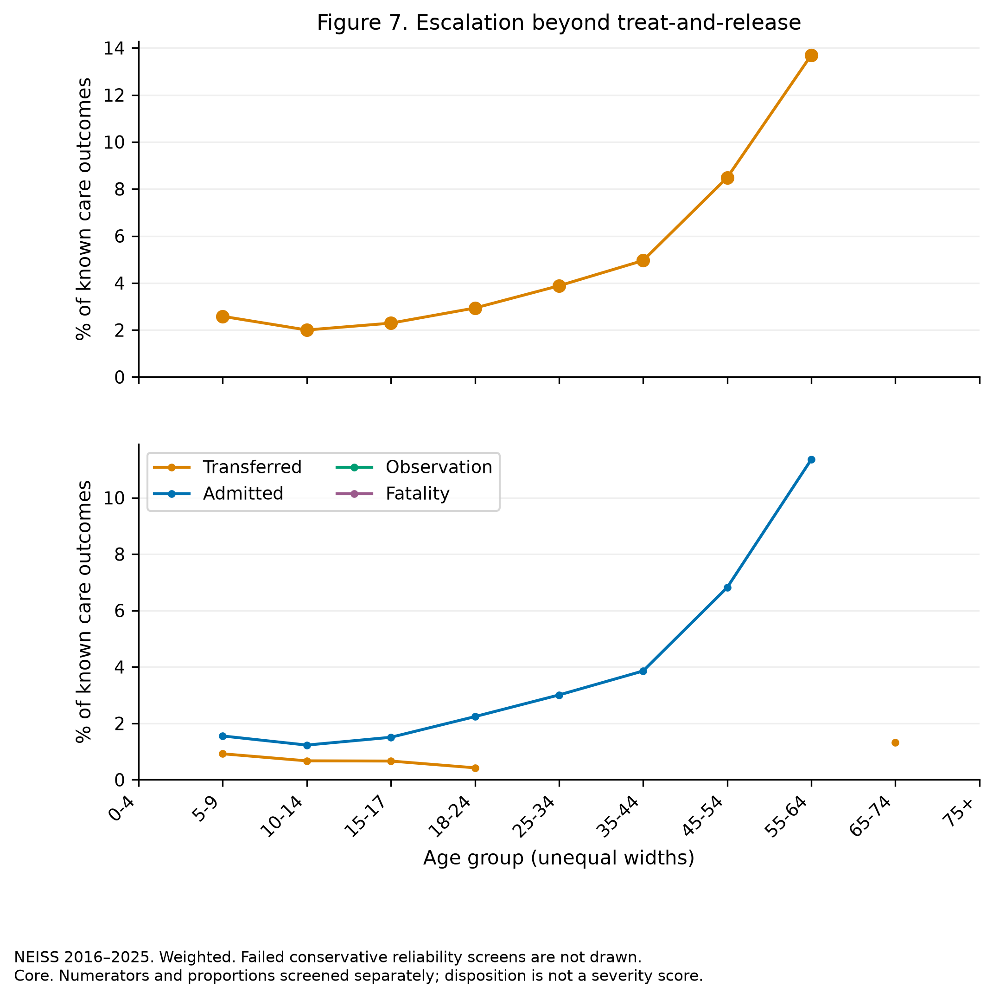 Figure 7. Escalation beyond treat-and-release
% of known care outcomes
14
12
10
8
6
4
2
0
% of known care outcomes
Transferred
Admitted
Observation
Fatality
10
8
6
4
2
0
0-4
5-9
10-14
15-17
18-24
25-34
35-44
45-54
55-64
65-74
75+
Age group (unequal widths)
NEISS 2016–2025. Weighted. Failed conservative reliability screens are not drawn.
Core. Numerators and proportions screened separately; disposition is not a severity score.